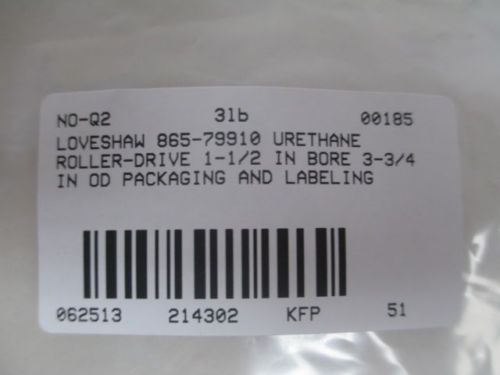 NO-Q2 3lb 00185
LOVESHAW 865-79910 URETHANE
ROLLER-DRIVE 1-1/2 IN BORE 3-3/4
IN OD PACKAGING AND LABELING
062513 214302 KFP 51